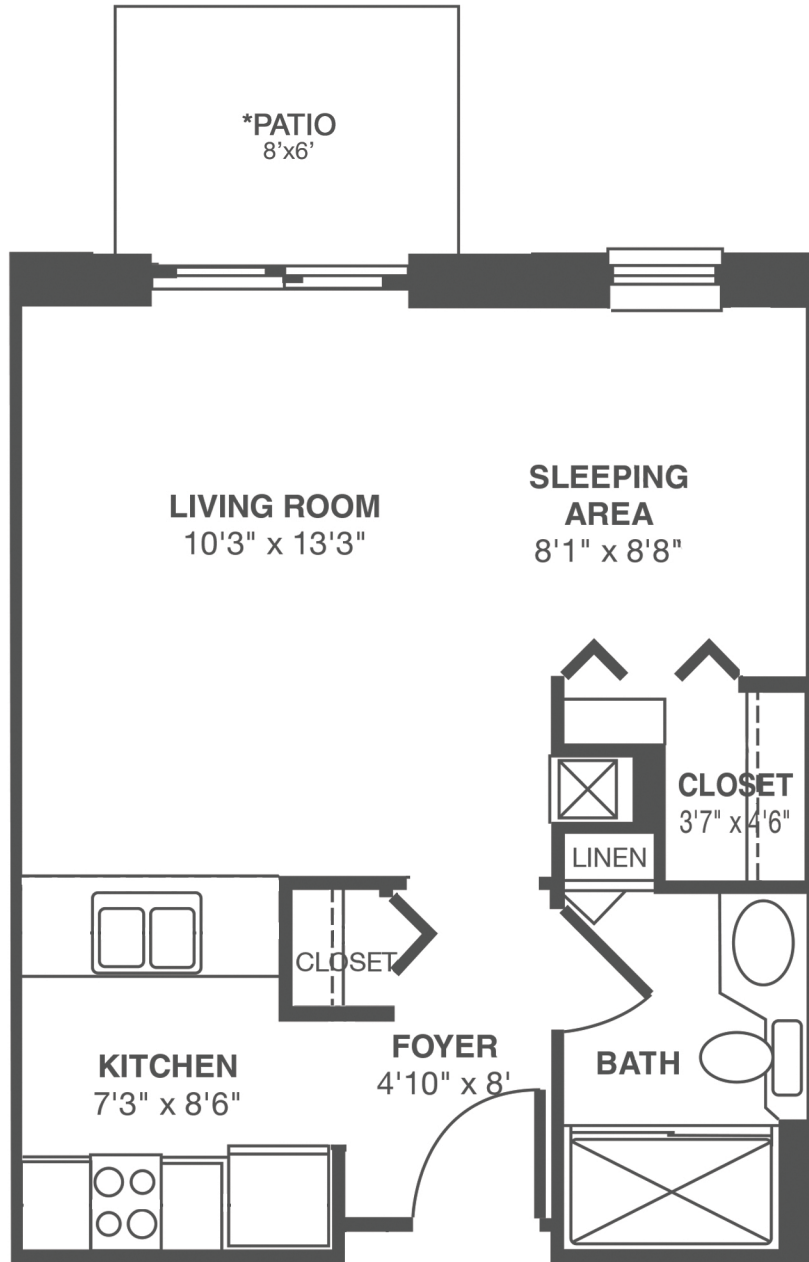 *PATIO
8'x6'
LIVING ROOM
10'3" x 13'3"
SLEEPING
AREA
8'1" x 8'8"
CLOSET
3'7" x 4'6"
LINEN
CLOSET
FOYER
4'10" x 8'
KITCHEN
7'3" x 8'6"
BATH